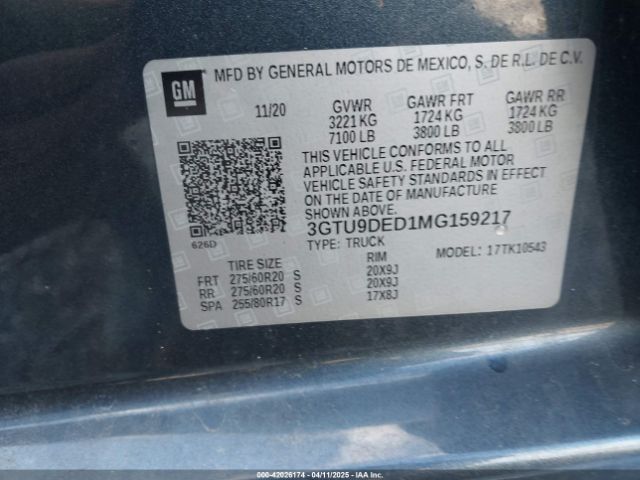 GM
MFD BY GENERAL MOTORS DE MEXICO, S. DE R.L. DE C.V.
11/20 GVWR GAWR FRT GAWR RR
3221 KG 1724 KG 1724 KG
7100 LB 3800 LB 3800 LB
THIS VEHICLE CONFORMS TO ALL
APPLICABLE U.S. FEDERAL MOTOR
VEHICLE SAFETY STANDARDS IN EFFECT
ON THE DATE OF MANUFACTURE
SHOWN ABOVE.
626D
3GTU9DED1MG159217
TYPE: TRUCK MODEL: 17TK10543
TIRE SIZE RIM
FRT 275/60R20 S 20X9J
RR 275/60R20 S 20X9J
SPA 255/80R17 S 17X8J
000-42026174 - 04/11/2025 - IAA, Inc.